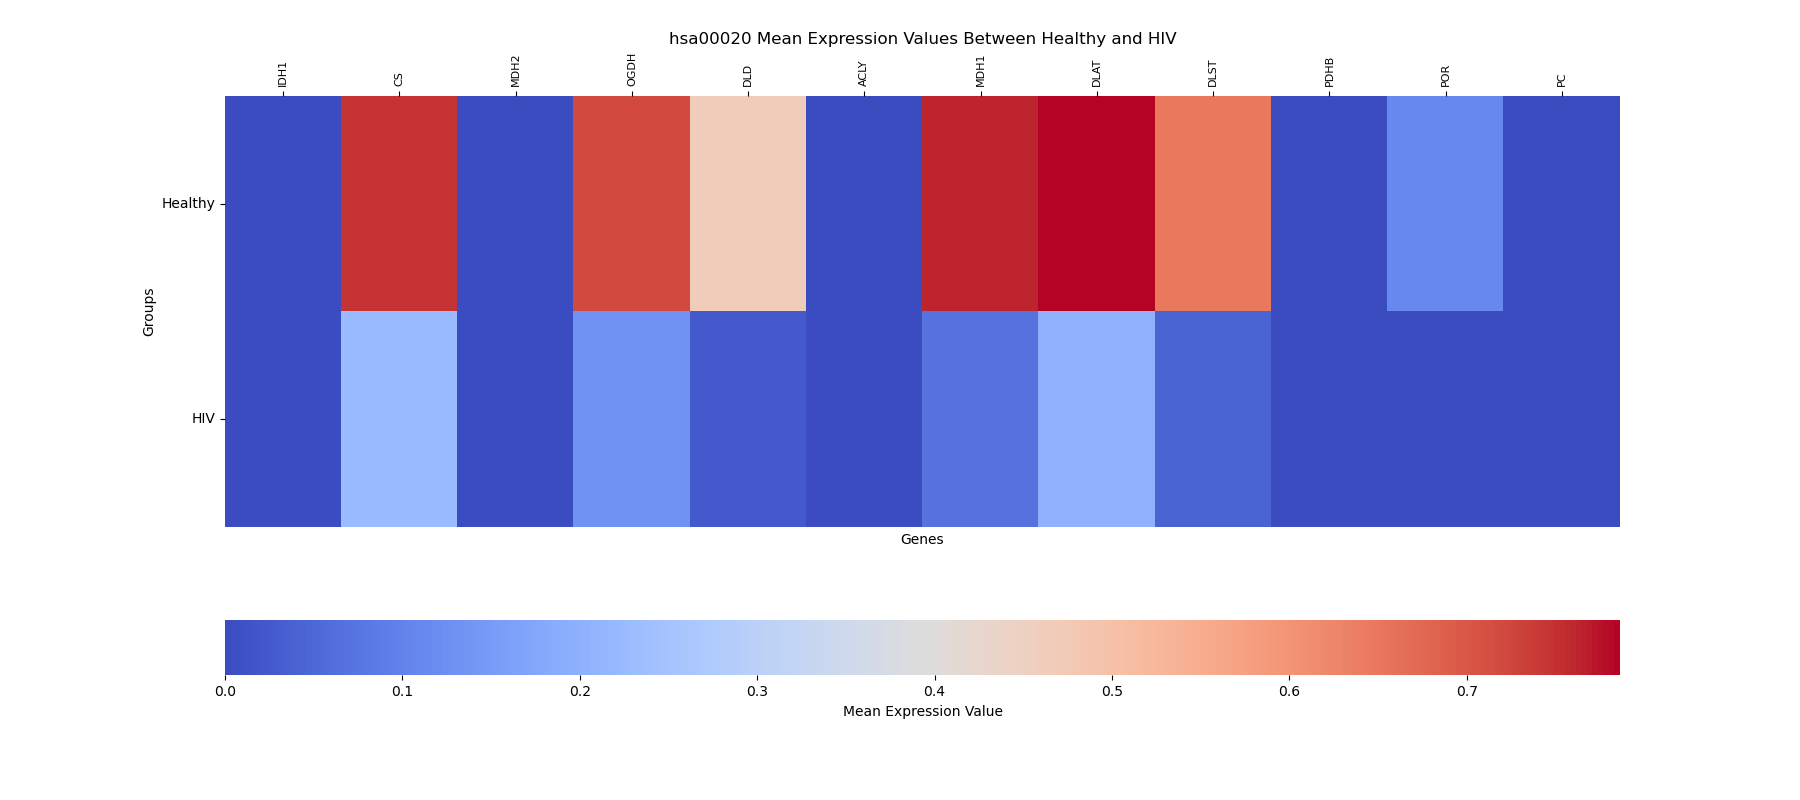 hsa00020 Mean Expression Values Between Healthy and HIV
IDH1 CS MDH2 OGDH DLD ACLY MDH1 DLAT DLST PDHB POR PC
Healthy
Groups
HIV
Genes
0.0 0.1 0.2 0.3 0.4 0.5 0.6 0.7
Mean Expression Value